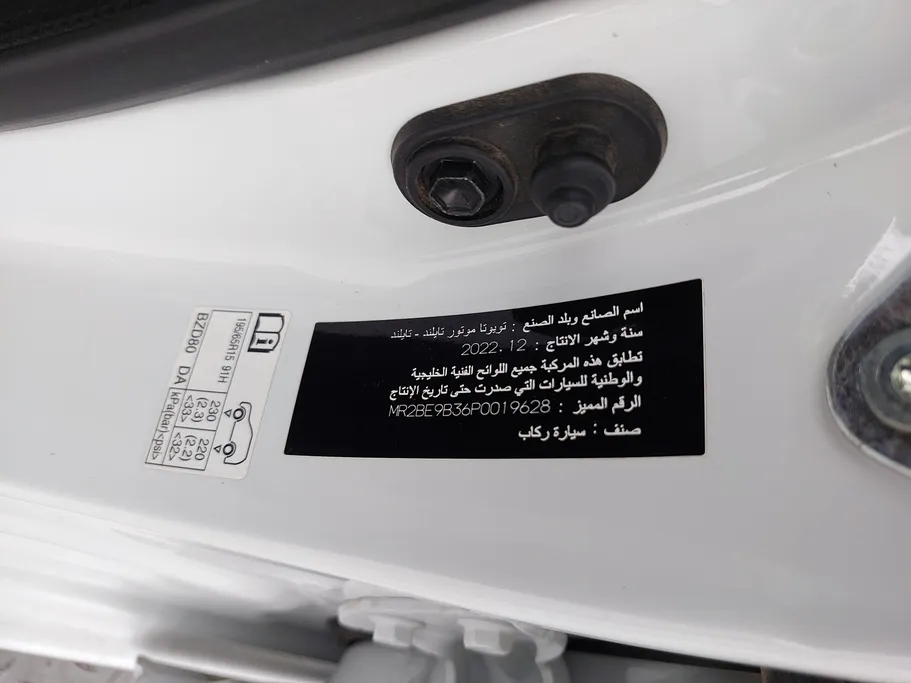 اسم الصانع وبلد الصنع : تويوتا موتور تايلند - تايلند
سنة وشهر الانتاج : 2022.12
تطابق هذه المركبة جميع اللوائح الفنية الخليجية
والوطنية للسيارات التي صدرت حتى تاريخ الإنتاج
الرقم المميز : MR2BE9B36P0019628
صنف : سيارة ركاب
195/65R15 91H
230 220
(2.3) (2.2)
<33> <32>
kPa(bar)<psi>
BZD80 DA